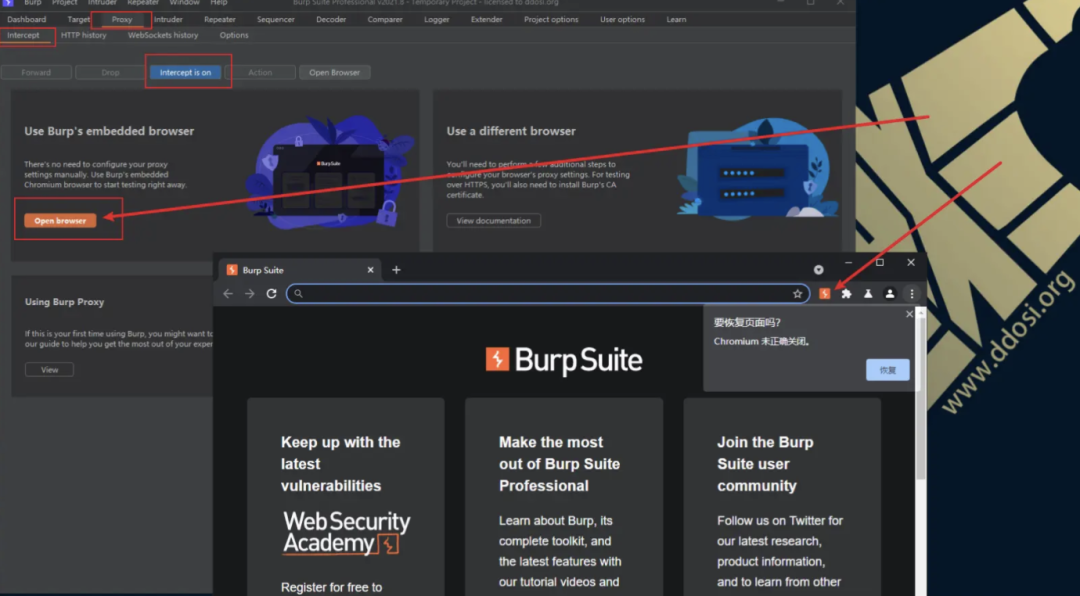 Burp Project Intruder Repeater Window Help
Burp Suite Professional v2021.8 - Temporary Project - licensed to ddosi.org
Dashboard Target Proxy Intruder Repeater Sequencer Decoder Comparer Logger Extender Project options User options Learn
Intercept HTTP history WebSockets history Options
Forward Drop Intercept is on Action Open Browser
Use Burp's embedded browser
There's no need to configure your proxy
settings manually. Use Burp's embedded
Chromium browser to start testing right away.
Open browser
BurpSuite
Use a different browser
You'll need to perform a few additional steps to
configure your browser's proxy settings. For testing
over HTTPS, you'll also need to install Burp's CA
certificate.
View documentation
Using Burp Proxy
If this is your first time using Burp, you might want to
our guide to help you get the most out of your exper
View
Burp Suite
要恢复页面吗?
Chromium 未正确关闭。
恢复
Burp Suite
Keep up with the
latest
vulnerabilities
WebSecurity
Academy
Register for free to
Make the most
out of Burp Suite
Professional
Learn about Burp, its
complete toolkit, and
the latest features with
our tutorial videos and
Join the Burp
Suite user
community
Follow us on Twitter for
our latest research,
product information,
and to learn from other
www.ddosi.org